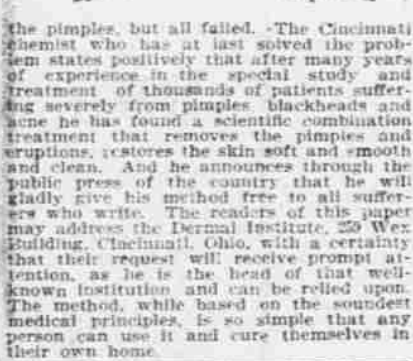 the pimples, but all failed. -The Cincinnati
chemist who has at last solved the prob-
lem states positively that after many years
of experience in the special study and
treatment of thousands of patients suffer-
ing severely from pimples, blackheads and
acne he has found a scientific combination
treatment that removes the pimples and
eruptions, restores the skin soft and smooth
and clean. And he announces through the
public press of the country that he will
gladly give his method free to all suffer-
ers who write. The readers of this paper
may address the Dermal Institute, Wex
Building, Cincinnati, Ohio, with a certainty
that their request will receive prompt at-
tention, as he is the head of that well-
known institution and can be relied upon.
The method, while based on the soundest
medical principles, is so simple that any
person can use it and cure themselves in
their own home.